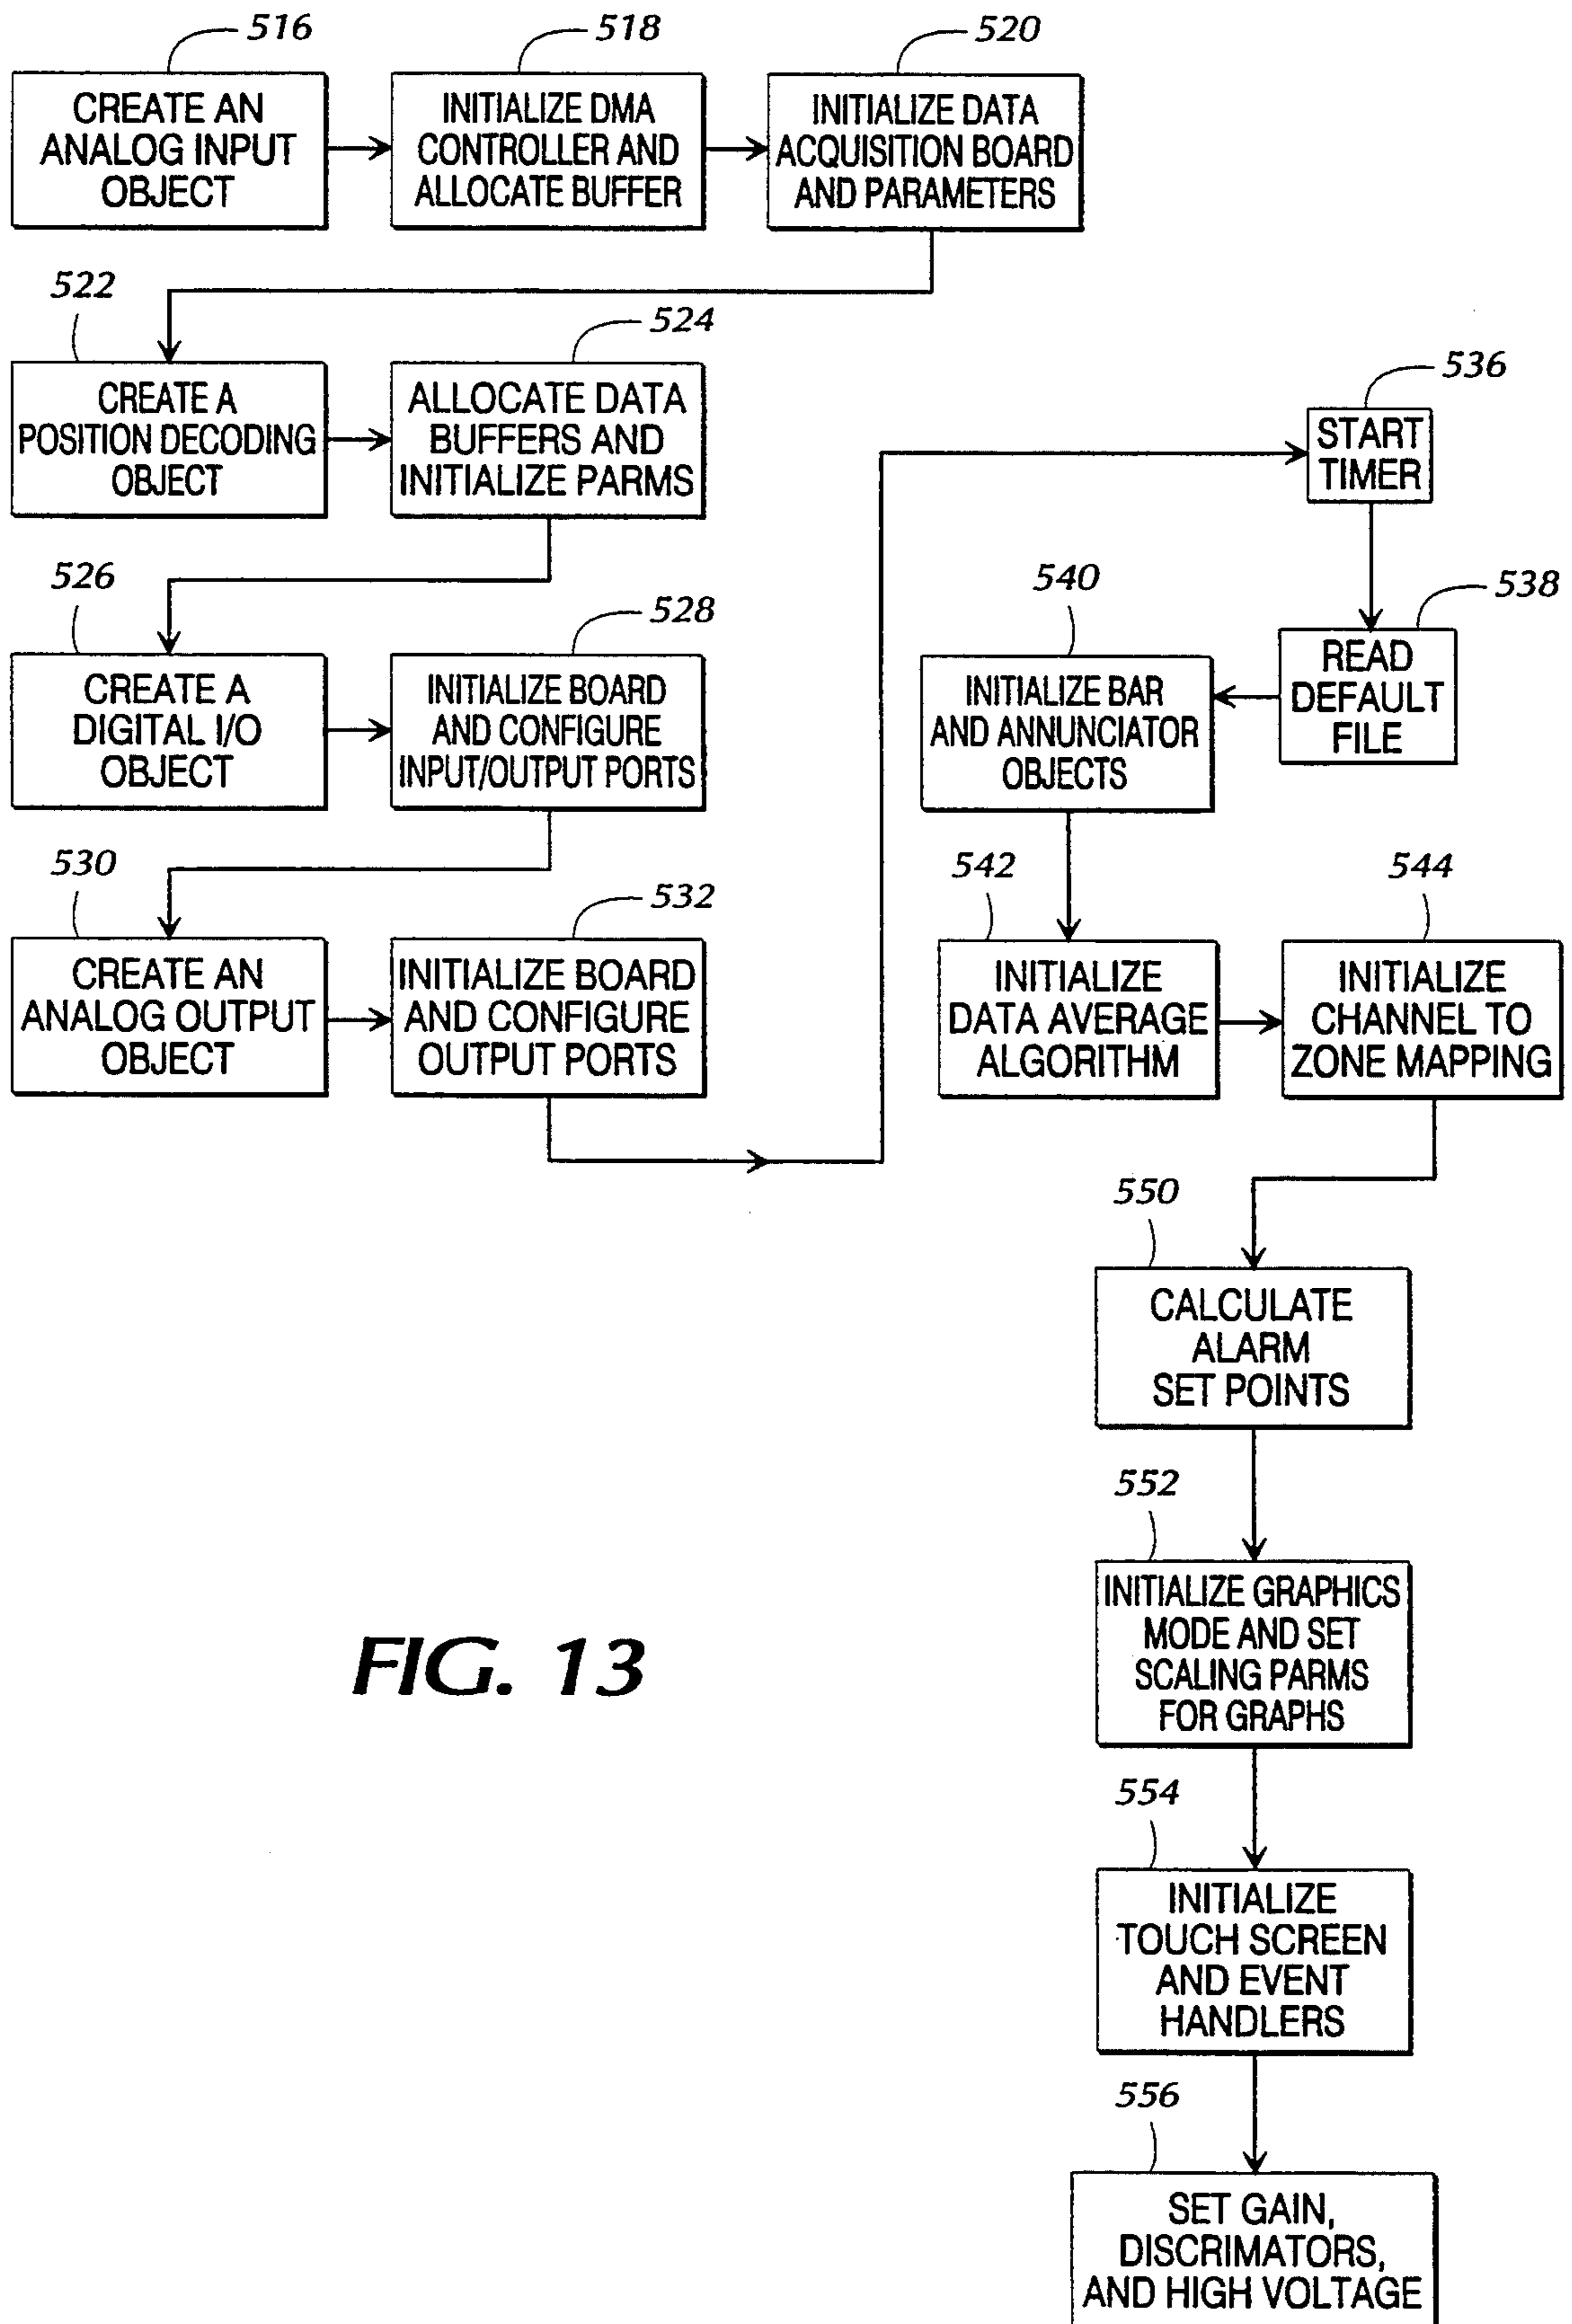 516
CREATE AN
ANALOG INPUT
OBJECT
518
INITIALIZE DMA
CONTROLLER AND
ALLOCATE BUFFER
520
INITIALIZE DATA
ACQUISITION BOARD
AND PARAMETERS
522
CREATE A
POSITION DECODING
OBJECT
524
ALLOCATE DATA
BUFFERS AND
INITIALIZE PARMS
526
CREATE A
DIGITAL I/O
OBJECT
528
INITIALIZE BOARD
AND CONFIGURE
INPUT/OUTPUT PORTS
530
CREATE AN
ANALOG OUTPUT
OBJECT
532
INITIALIZE BOARD
AND CONFIGURE
OUTPUT PORTS
536
START
TIMER
538
READ
DEFAULT
FILE
540
INITIALIZE BAR
AND ANNUNCIATOR
OBJECTS
542
INITIALIZE
DATA AVERAGE
ALGORITHM
544
INITIALIZE
CHANNEL TO
ZONE MAPPING
550
CALCULATE
ALARM
SET POINTS
552
INITIALIZE GRAPHICS
MODE AND SET
SCALING PARMS
FOR GRAPHS
554
INITIALIZE
TOUCH SCREEN
AND EVENT
HANDLERS
556
SET GAIN,
DISCRIMATORS,
AND HIGH VOLTAGE
FIG. 13